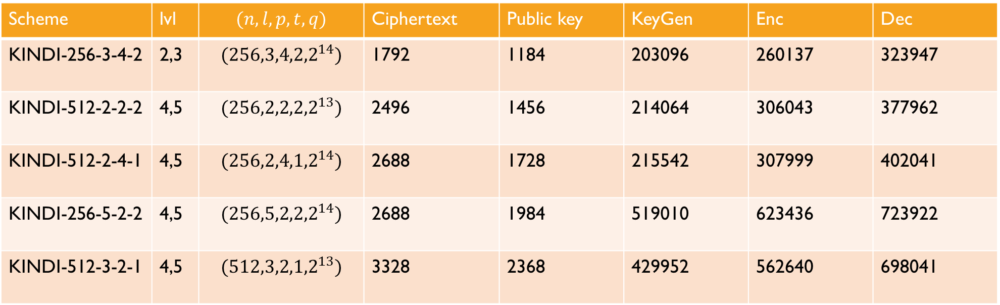 Scheme lvl (n, l, p, t, q) Ciphertext Public key KeyGen Enc Dec
KINDI-256-3-4-2 2,3 (256,3,4,2,2^14) 1792 1184 203096 260137 323947
KINDI-512-2-2-2 4,5 (256,2,2,2,2^13) 2496 1456 214064 306043 377962
KINDI-512-2-4-1 4,5 (256,2,4,1,2^14) 2688 1728 215542 307999 402041
KINDI-256-5-2-2 4,5 (256,5,2,2,2^14) 2688 1984 519010 623436 723922
KINDI-512-3-2-1 4,5 (512,3,2,1,2^13) 3328 2368 429952 562640 698041